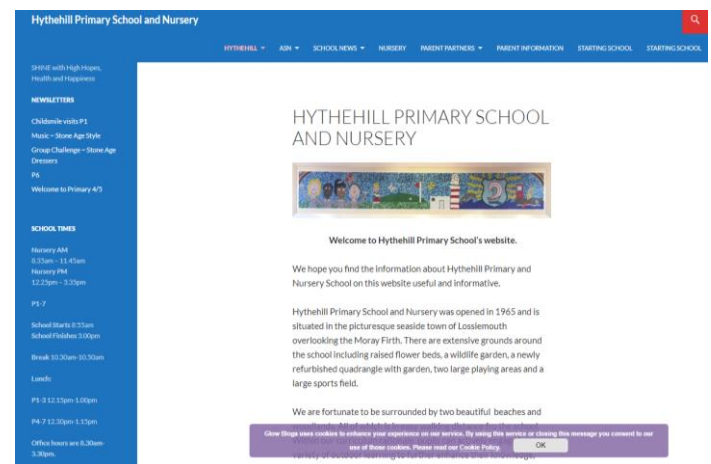 Hythehill Primary School and Nursery
HYTHEHILL ASN SCHOOL NEWS NURSERY PARENT PARTNERS PARENT INFORMATION STARTING SCHOOL STARTING SCHOOL
SHINE with High Hopes,
Health and Happiness
NEWSLETTERS
Childsmile visits P1
Music – Stone Age Style
Group Challenge – Stone Age
Dressers
P6
Welcome to Primary 4/5
SCHOOL TIMES
Nursery AM
8.35am – 11.45am
Nursery PM
12.25pm – 3.35pm
P1-7
School Starts 8:55am
School Finishes 3:00pm
Break 10:30am-10.50am
Lunch:
P1-3 12.15pm-1.00pm
P4-7 12.30pm-1.15pm
Office hours are 8.30am-
3.30pm.
HYTHEHILL PRIMARY SCHOOL
AND NURSERY
Welcome to Hythehill Primary School's website.
We hope you find the information about Hythehill Primary and
Nursery School on this website useful and informative.
Hythehill Primary School and Nursery was opened in 1965 and is
situated in the picturesque seaside town of Lossiemouth
overlooking the Moray Firth. There are extensive grounds around
the school including raised flower beds, a wildlife garden, a newly
refurbished quadrangle with garden, two large playing areas and a
large sports field.
We are fortunate to be surrounded by two beautiful beaches and
Glow Blogs uses cookies to enhance your experience on our service. By using this service or closing this message you consent to our
use of those cookies. Please read our Cookie Policy.
OK